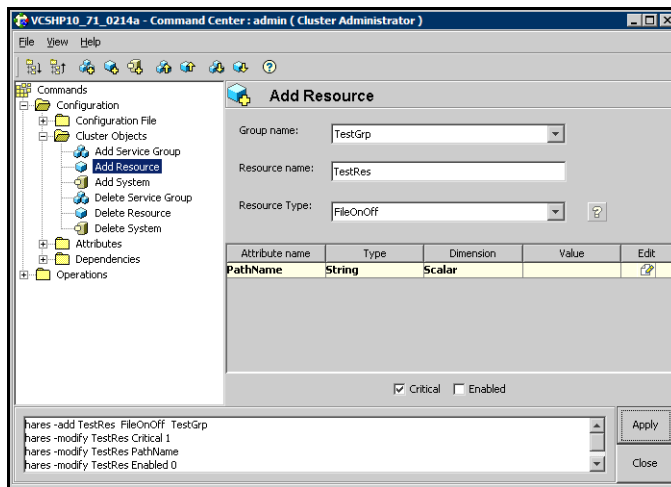 VCSHP10_71_0214a - Command Center : admin ( Cluster Administrator )
File View Help
Commands
Configuration
Configuration File
Cluster Objects
Add Service Group
Add Resource
Add System
Delete Service Group
Delete Resource
Delete System
Attributes
Dependencies
Operations
Add Resource
Group name: TestGrp
Resource name: TestRes
Resource Type: FileOnOff
Attribute name Type Dimension Value Edit
PathName String Scalar
Critical Enabled
hares -add TestRes FileOnOff TestGrp
hares -modify TestRes Critical 1
hares -modify TestRes PathName
hares -modify TestRes Enabled 0
Apply
Close